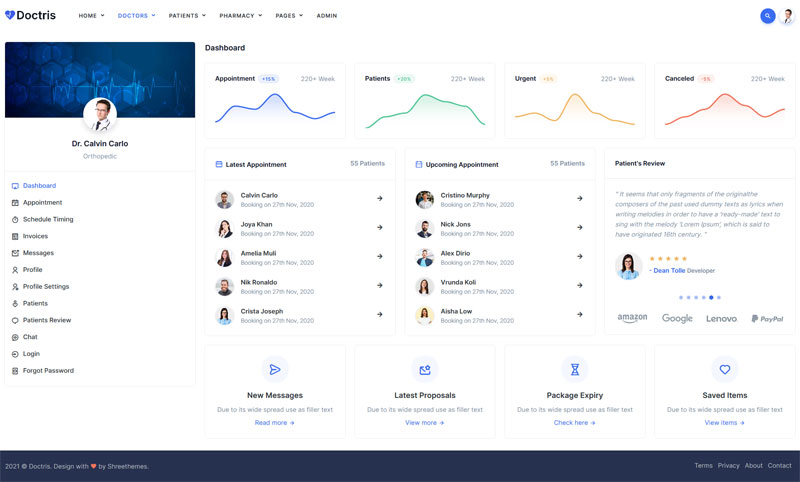 Doctris
HOME DOCTORS PATIENTS PHARMACY PAGES ADMIN
Dr. Calvin Carlo
Orthopedic
Dashboard
Appointment
Schedule Timing
Invoices
Messages
Profile
Profile Settings
Patients
Patients Review
Chat
Login
Forgot Password
Dashboard
Appointment +15% 220+ Week
Patients +20% 220+ Week
Urgent +5% 220+ Week
Canceled -5% 220+ Week
Latest Appointment 55 Patients
Calvin Carlo
Booking on 27th Nov, 2020
Joya Khan
Booking on 27th Nov, 2020
Amelia Muli
Booking on 27th Nov, 2020
Nik Ronaldo
Booking on 27th Nov, 2020
Crista Joseph
Booking on 27th Nov, 2020
Upcoming Appointment 55 Patients
Cristino Murphy
Booking on 27th Nov, 2020
Nick Jons
Booking on 27th Nov, 2020
Alex Dirio
Booking on 27th Nov, 2020
Vrunda Koli
Booking on 27th Nov, 2020
Aisha Low
Booking on 27th Nov, 2020
Patient's Review
" It seems that only fragments of the originalthe
composers of the past used dummy texts as lyrics when
writing melodies in order to have a 'ready-made' text to
sing with the melody 'Lorem Ipsum', which is said to
have originated 16th century. "
- Dean Tolle Developer
amazon Google Lenovo PayPal
New Messages
Due to its wide spread use as filler text
Read more →
Latest Proposals
Due to its wide spread use as filler text
View more →
Package Expiry
Due to its wide spread use as filler text
Check here →
Saved Items
Due to its wide spread use as filler text
View items →
2021 © Doctris. Design with ♥ by Shreethemes.
Terms Privacy About Contact